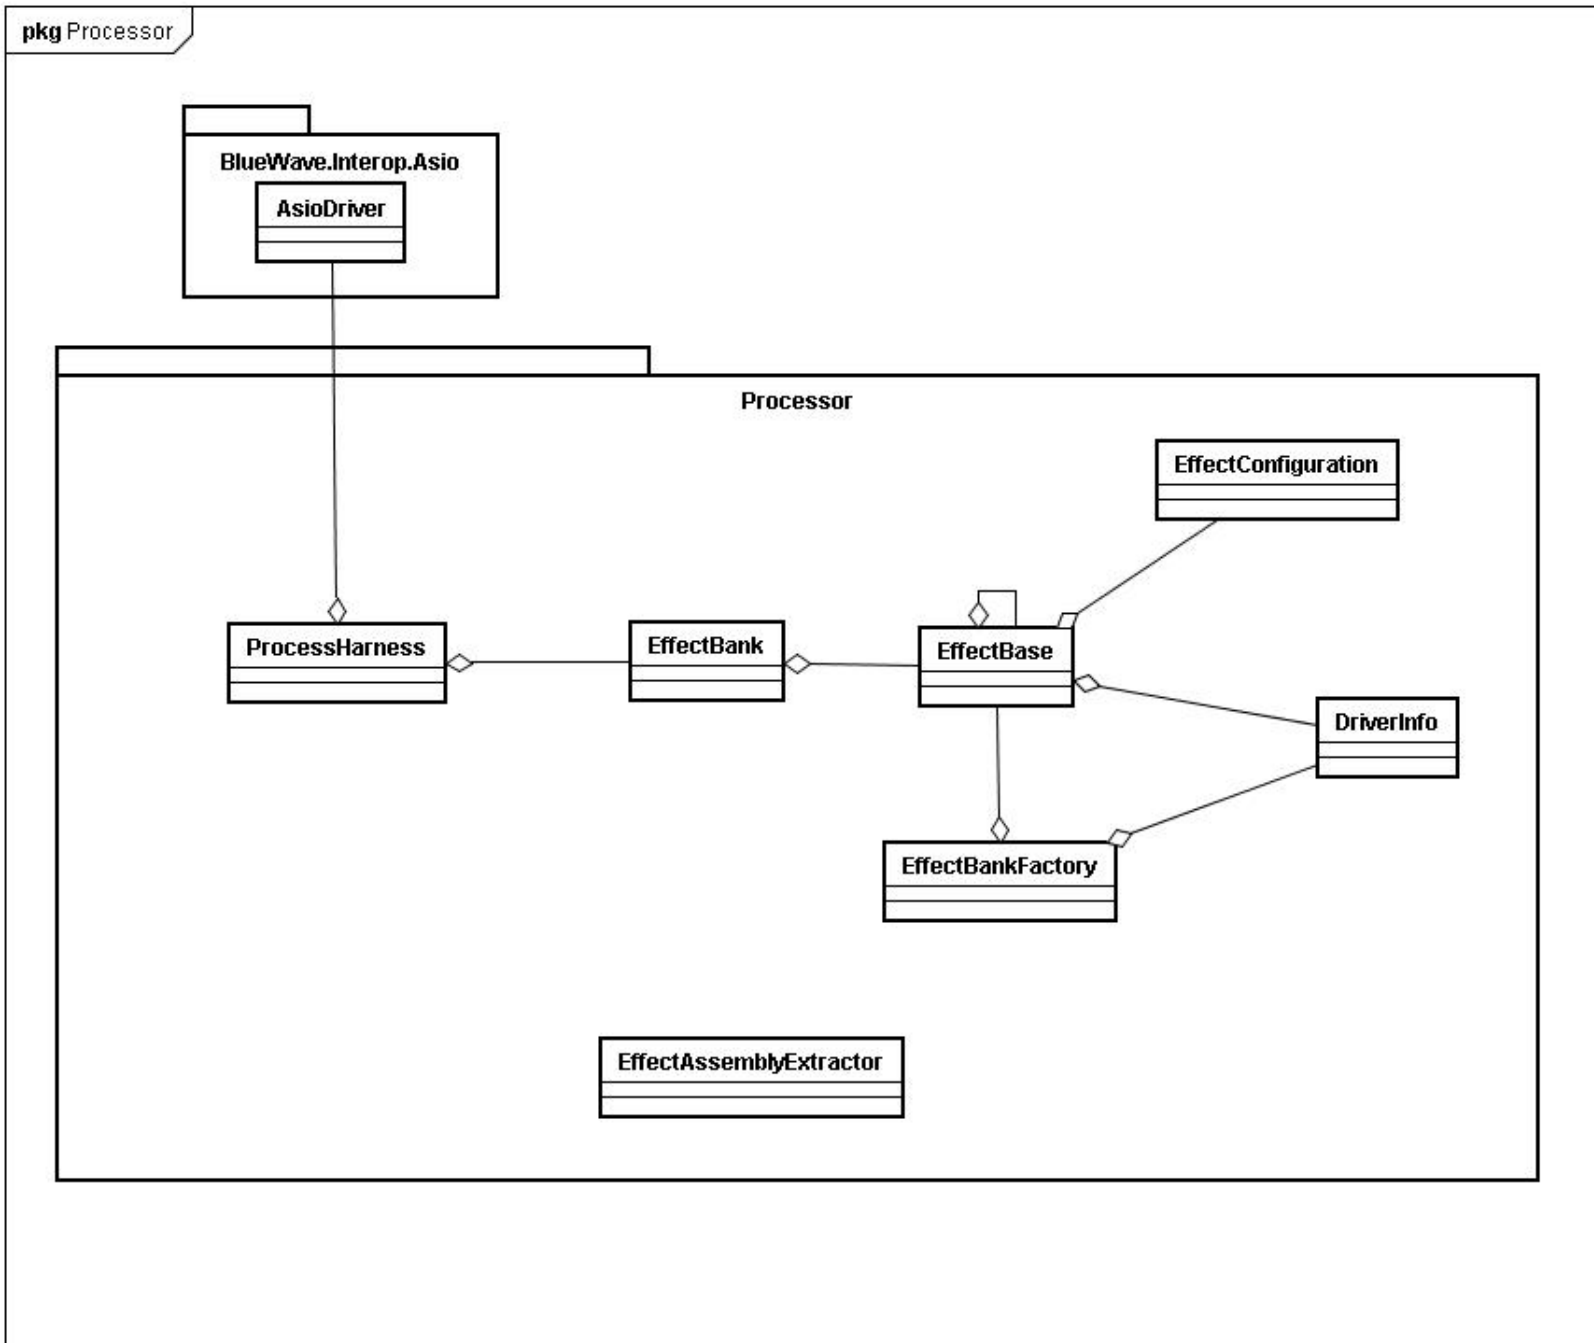 pkg Processor
BlueWave.Interop.Asio
AsioDriver
Processor
EffectConfiguration
ProcessHarness
EffectBank
EffectBase
DriverInfo
EffectBankFactory
EffectAssemblyExtractor